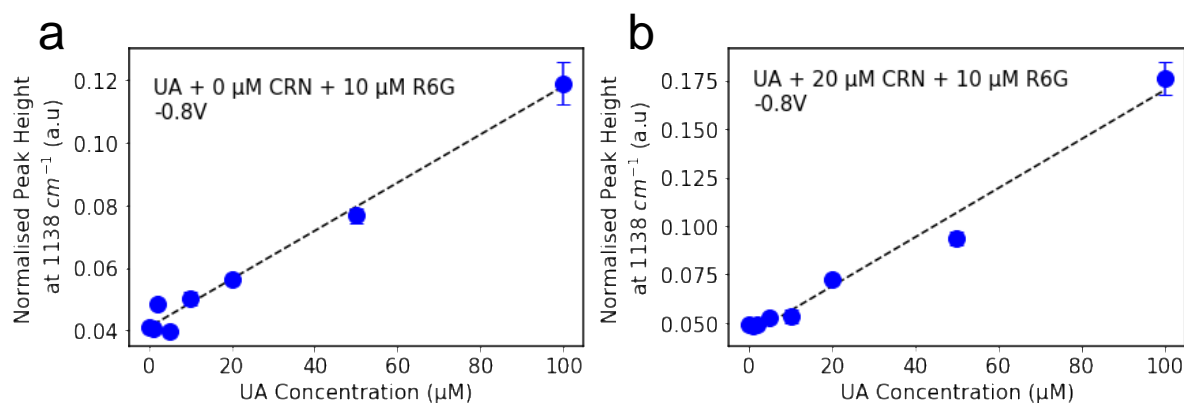 a
Normalised Peak Height
at 1138 cm⁻¹ (a.u)
0.12
0.10
0.08
0.06
0.04
UA + 0 μM CRN + 10 μM R6G
-0.8V
0
20
40
60
80
100
UA Concentration (μM)
b
Normalised Peak Height
at 1138 cm⁻¹ (a.u)
0.175
0.150
0.125
0.100
0.075
0.050
UA + 20 μM CRN + 10 μM R6G
-0.8V
0
20
40
60
80
100
UA Concentration (μM)